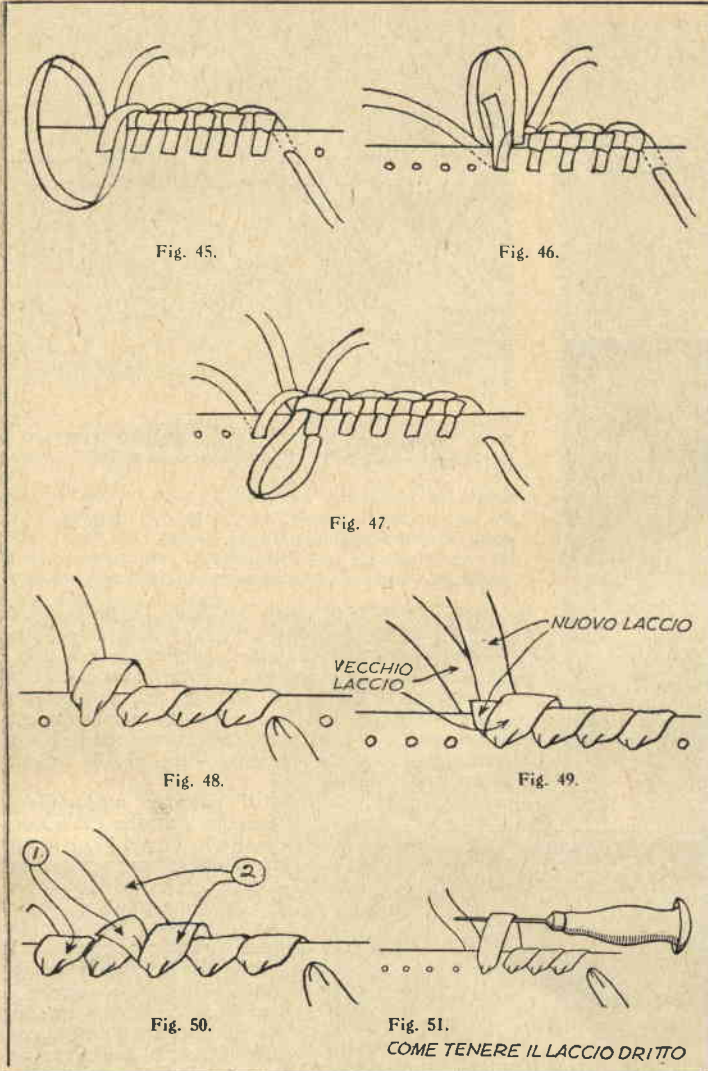 Fig. 45.
Fig. 46.
Fig. 47.
NUOVO LACCIO
VECCHIO
LACCIO
Fig. 48.
Fig. 49.
1
2
Fig. 50.
Fig. 51.
COME TENERE IL LACCIO DRITTO